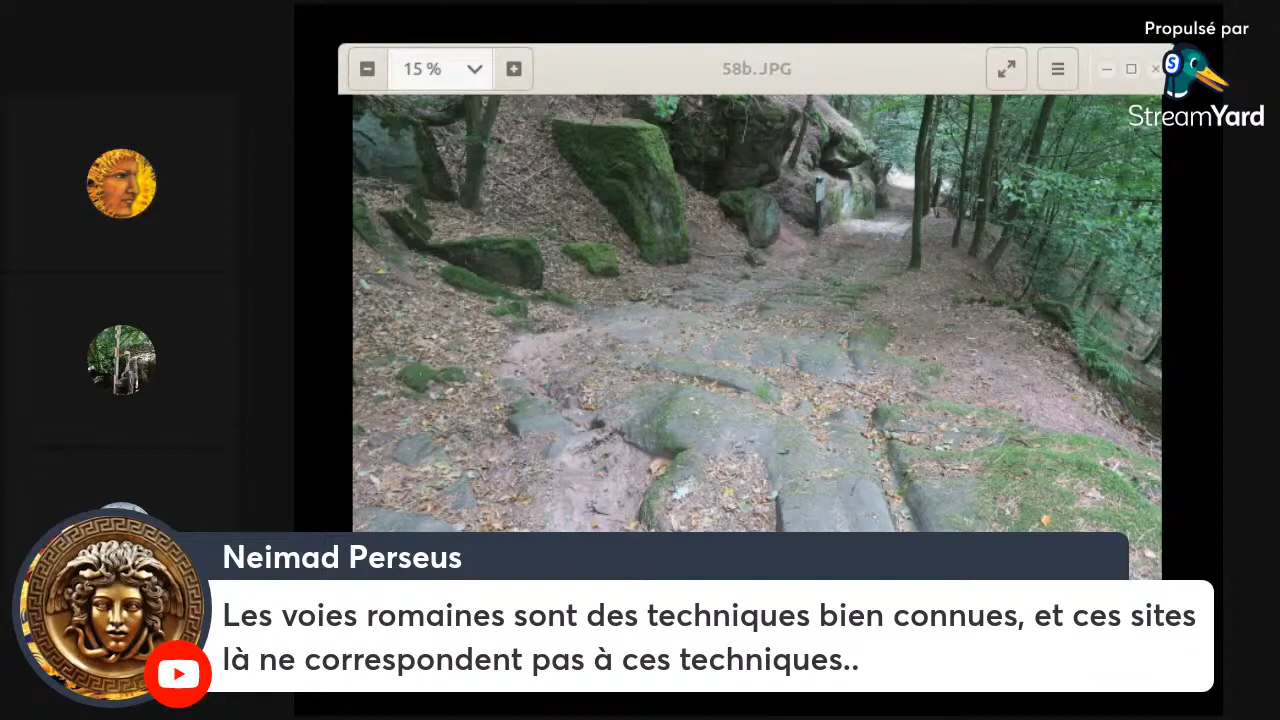 Propulsé par
StreamYard
15 %
58b.JPG
Neimad Perseus
Les voies romaines sont des techniques bien connues, et ces sites
là ne correspondent pas à ces techniques..